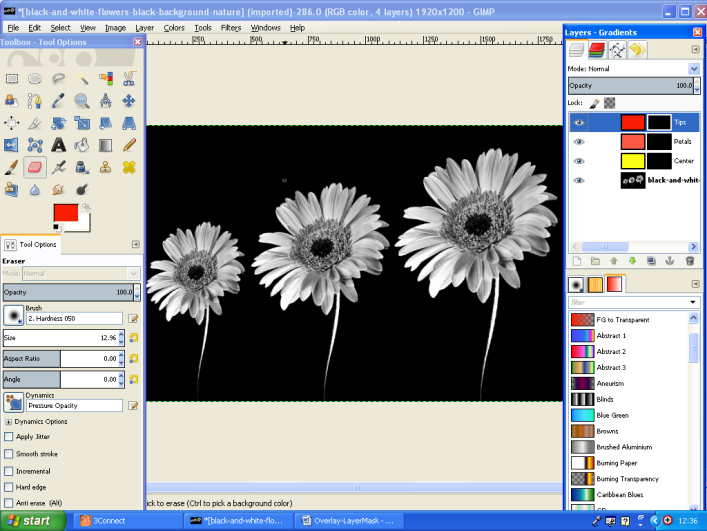 *[black-and-white-flowers-black-background-nature] (imported)-286.0 (RGB color, 4 layers) 1920x1200 – GIMP
File Edit Select View Image Layer Colors Tools Filters Windows Help
Toolbox - Tool Options
250 500 750 1000 1250 1500 1750
Tool Options
Eraser
Mode: Normal
Opacity 100.0
Brush
2. Hardness 050
Size 12.96
Aspect Ratio 0.00
Angle 0.00
Dynamics
Pressure Opacity
Dynamics Options
Apply Jitter
Smooth stroke
Incremental
Hard edge
Anti erase (Alt)
ick to erase (Ctrl to pick a background color)
Layers - Gradients
Mode: Normal
Opacity 100.0
Lock:
Tips
Petals
Center
black-and-white-
filter
FG to Transparent
Abstract 1
Abstract 2
Abstract 3
Aneurism
Blinds
Blue Green
Browns
Brushed Aluminium
Burning Paper
Burning Transparency
Caribbean Blues
start
3Connect
*[black-and-white-flo...
Overlay-LayerMask - ...
12:36